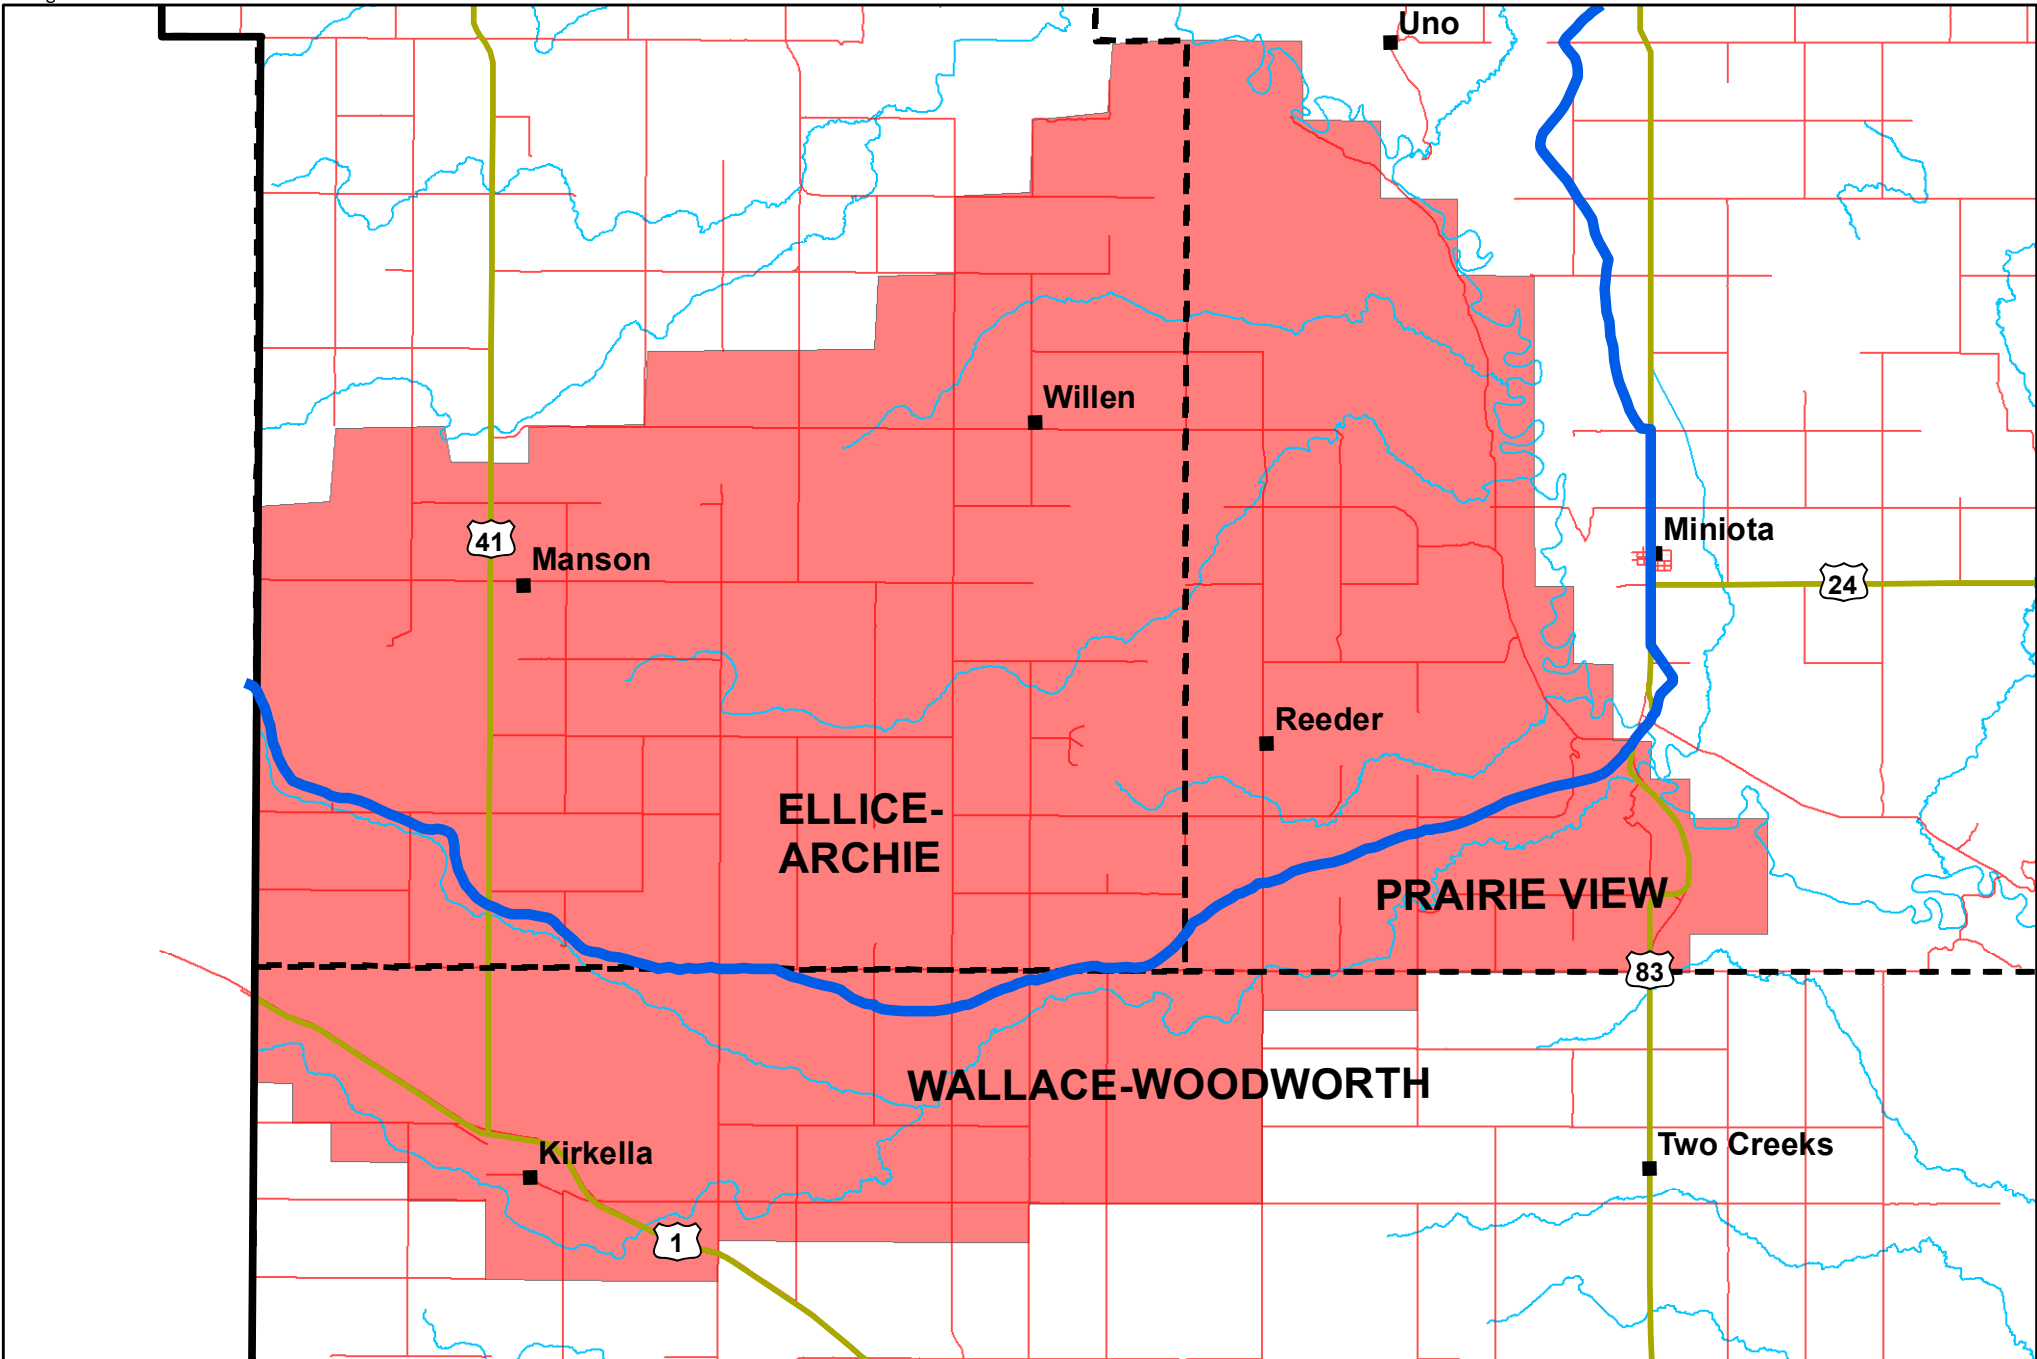 Uno
Willen
41
Manson
Miniota
24
Reeder
ELLICE-
ARCHIE
PRAIRIE VIEW
83
WALLACE-WOODWORTH
Kirkella
Two Creeks
1